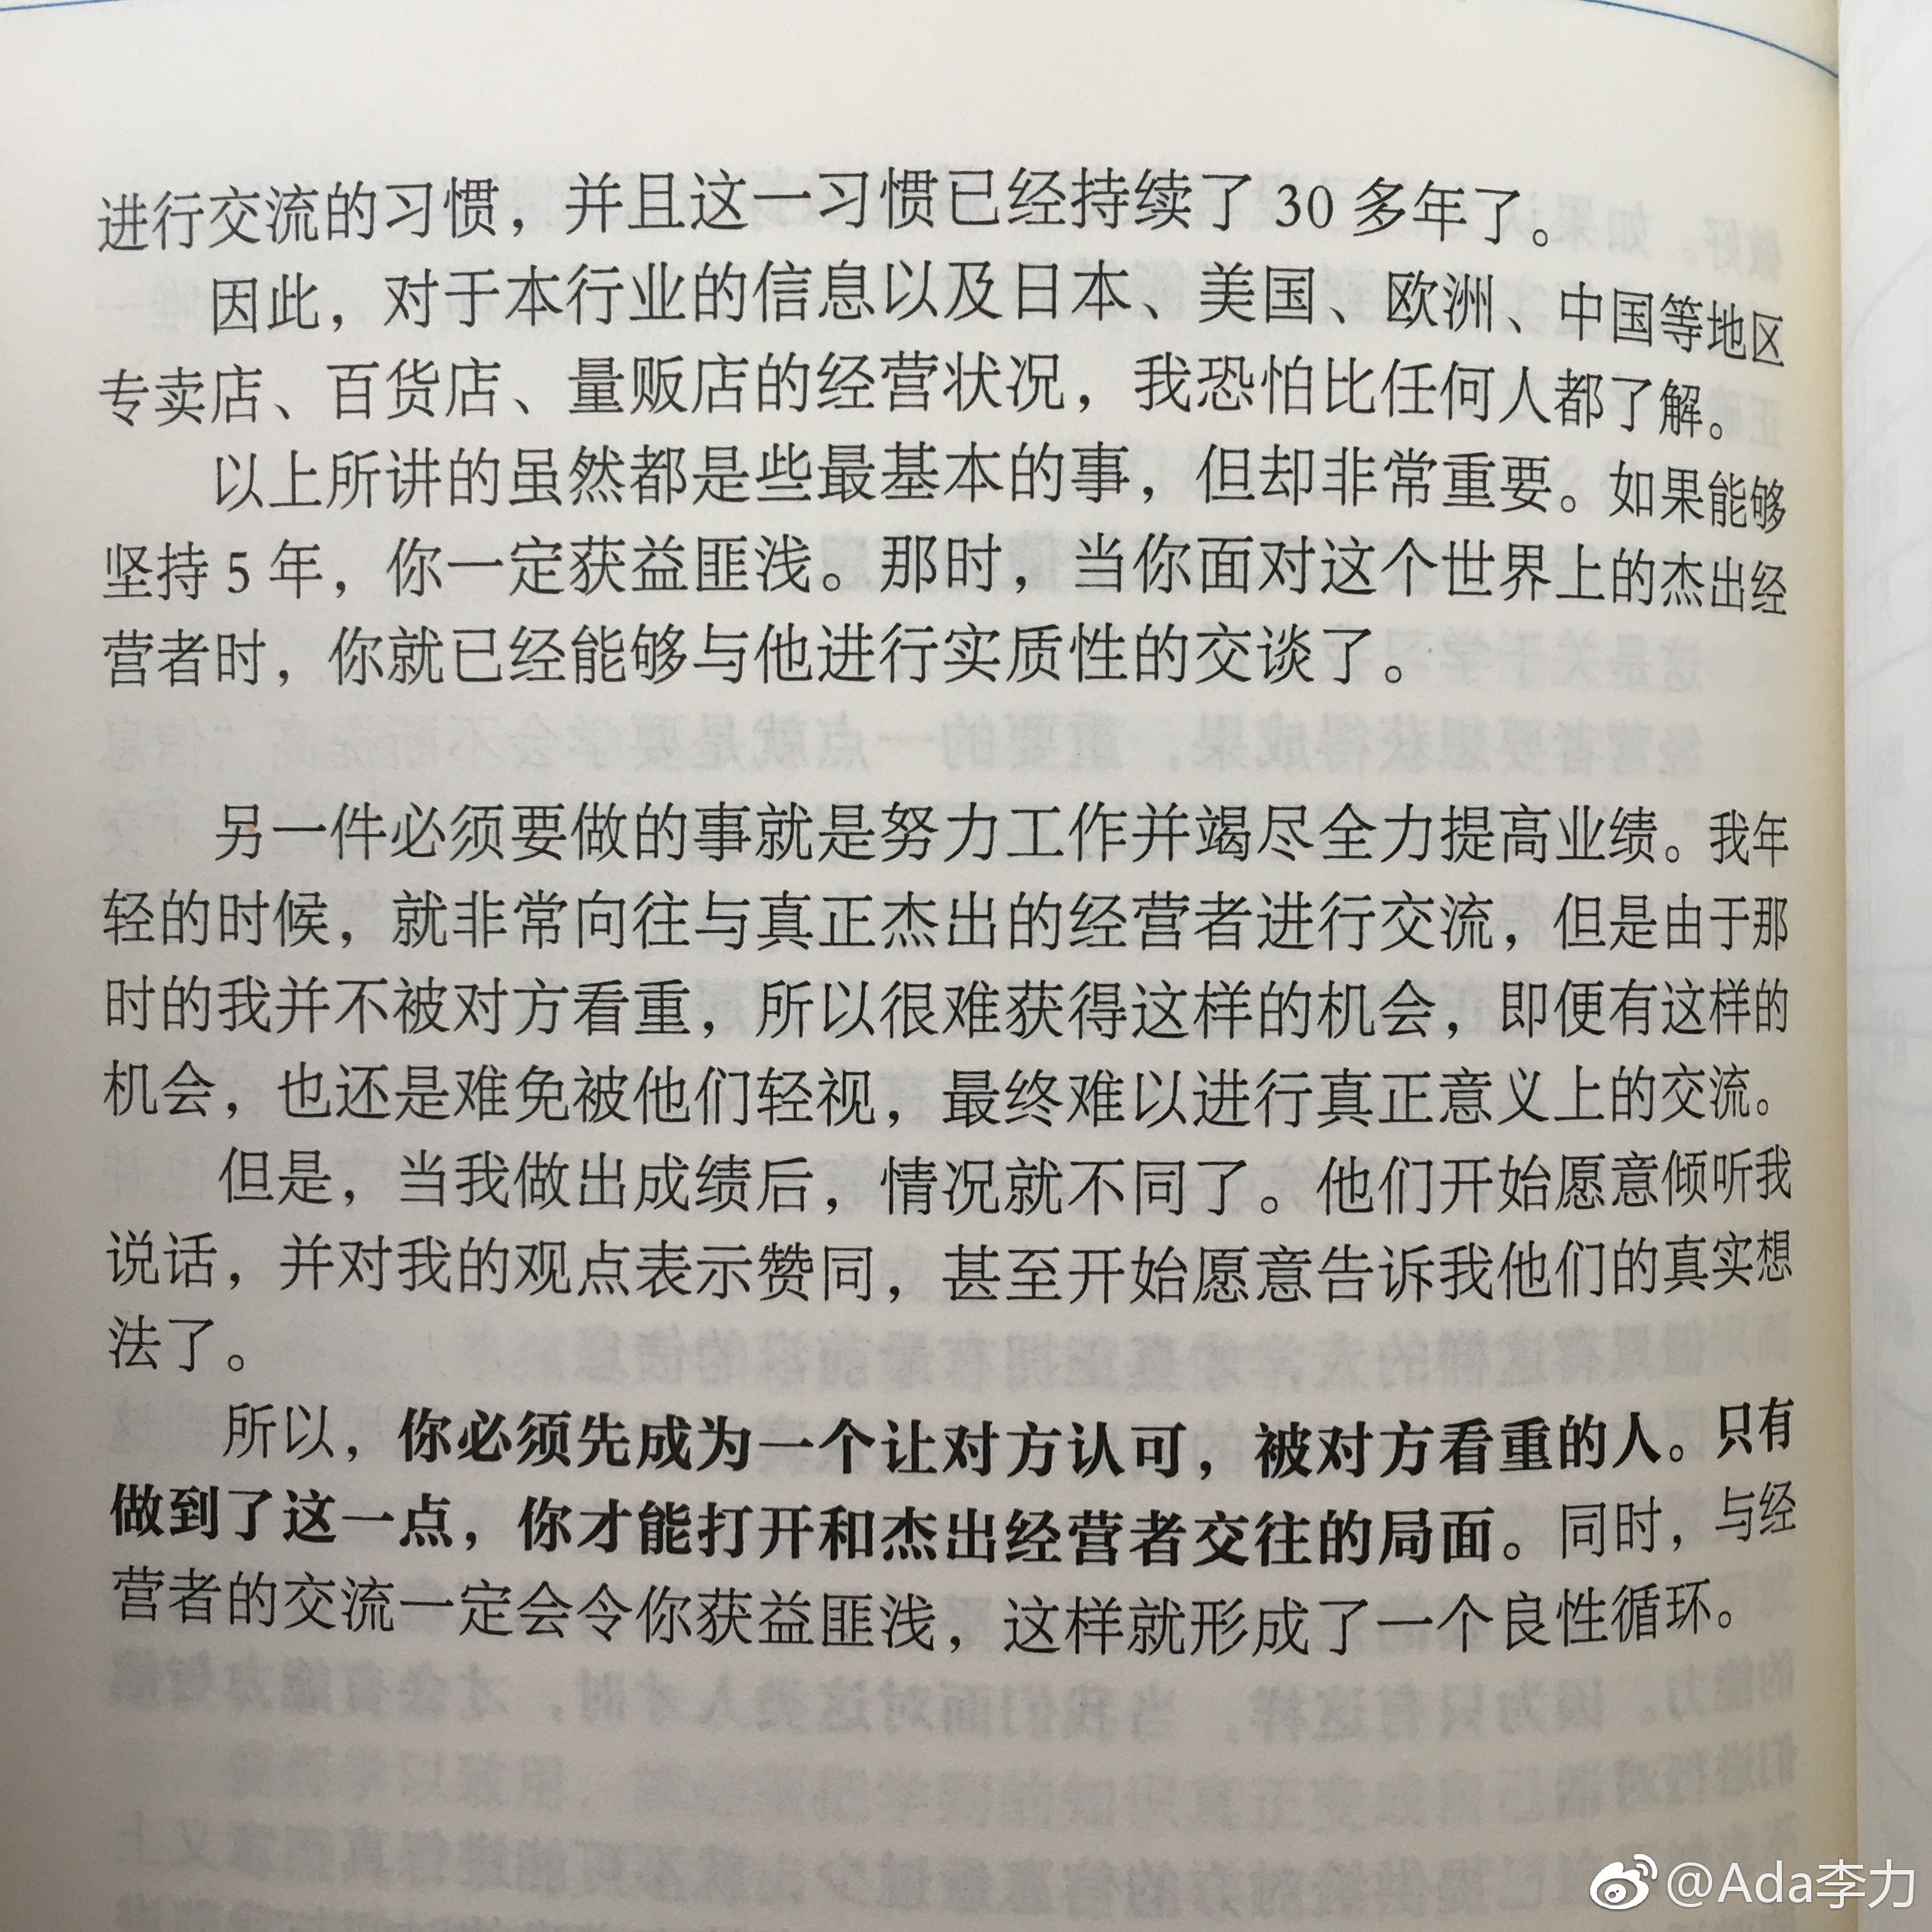 进行交流的习惯，并且这一习惯已经持续了 30 多年了。
因此，对于本行业的信息以及日本、美国、欧洲、中国等地区
专卖店、百货店、量贩店的经营状况，我恐怕比任何人都了解。
以上所讲的虽然都是些最基本的事，但却非常重要。如果能够
坚持 5 年，你一定获益匪浅。那时，当你面对这个世界上的杰出经
营者时，你就已经能够与他进行实质性的交谈了。
另一件必须要做的事就是努力工作并竭尽全力提高业绩。我年
轻的时候，就非常向往与真正杰出的经营者进行交流，但是由于那
时的我并不被对方看重，所以很难获得这样的机会，即便有这样的
机会，也还是难免被他们轻视，最终难以进行真正意义上的交流。
但是，当我做出成绩后，情况就不同了。他们开始愿意倾听我
说话，并对我的观点表示赞同，甚至开始愿意告诉我他们的真实想
法了。
所以，你必须先成为一个让对方认可，被对方看重的人。只有
做到了这一点，你才能打开和杰出经营者交往的局面。同时，与经
营者的交流一定会令你获益匪浅，这样就形成了一个良性循环。
@Ada李力